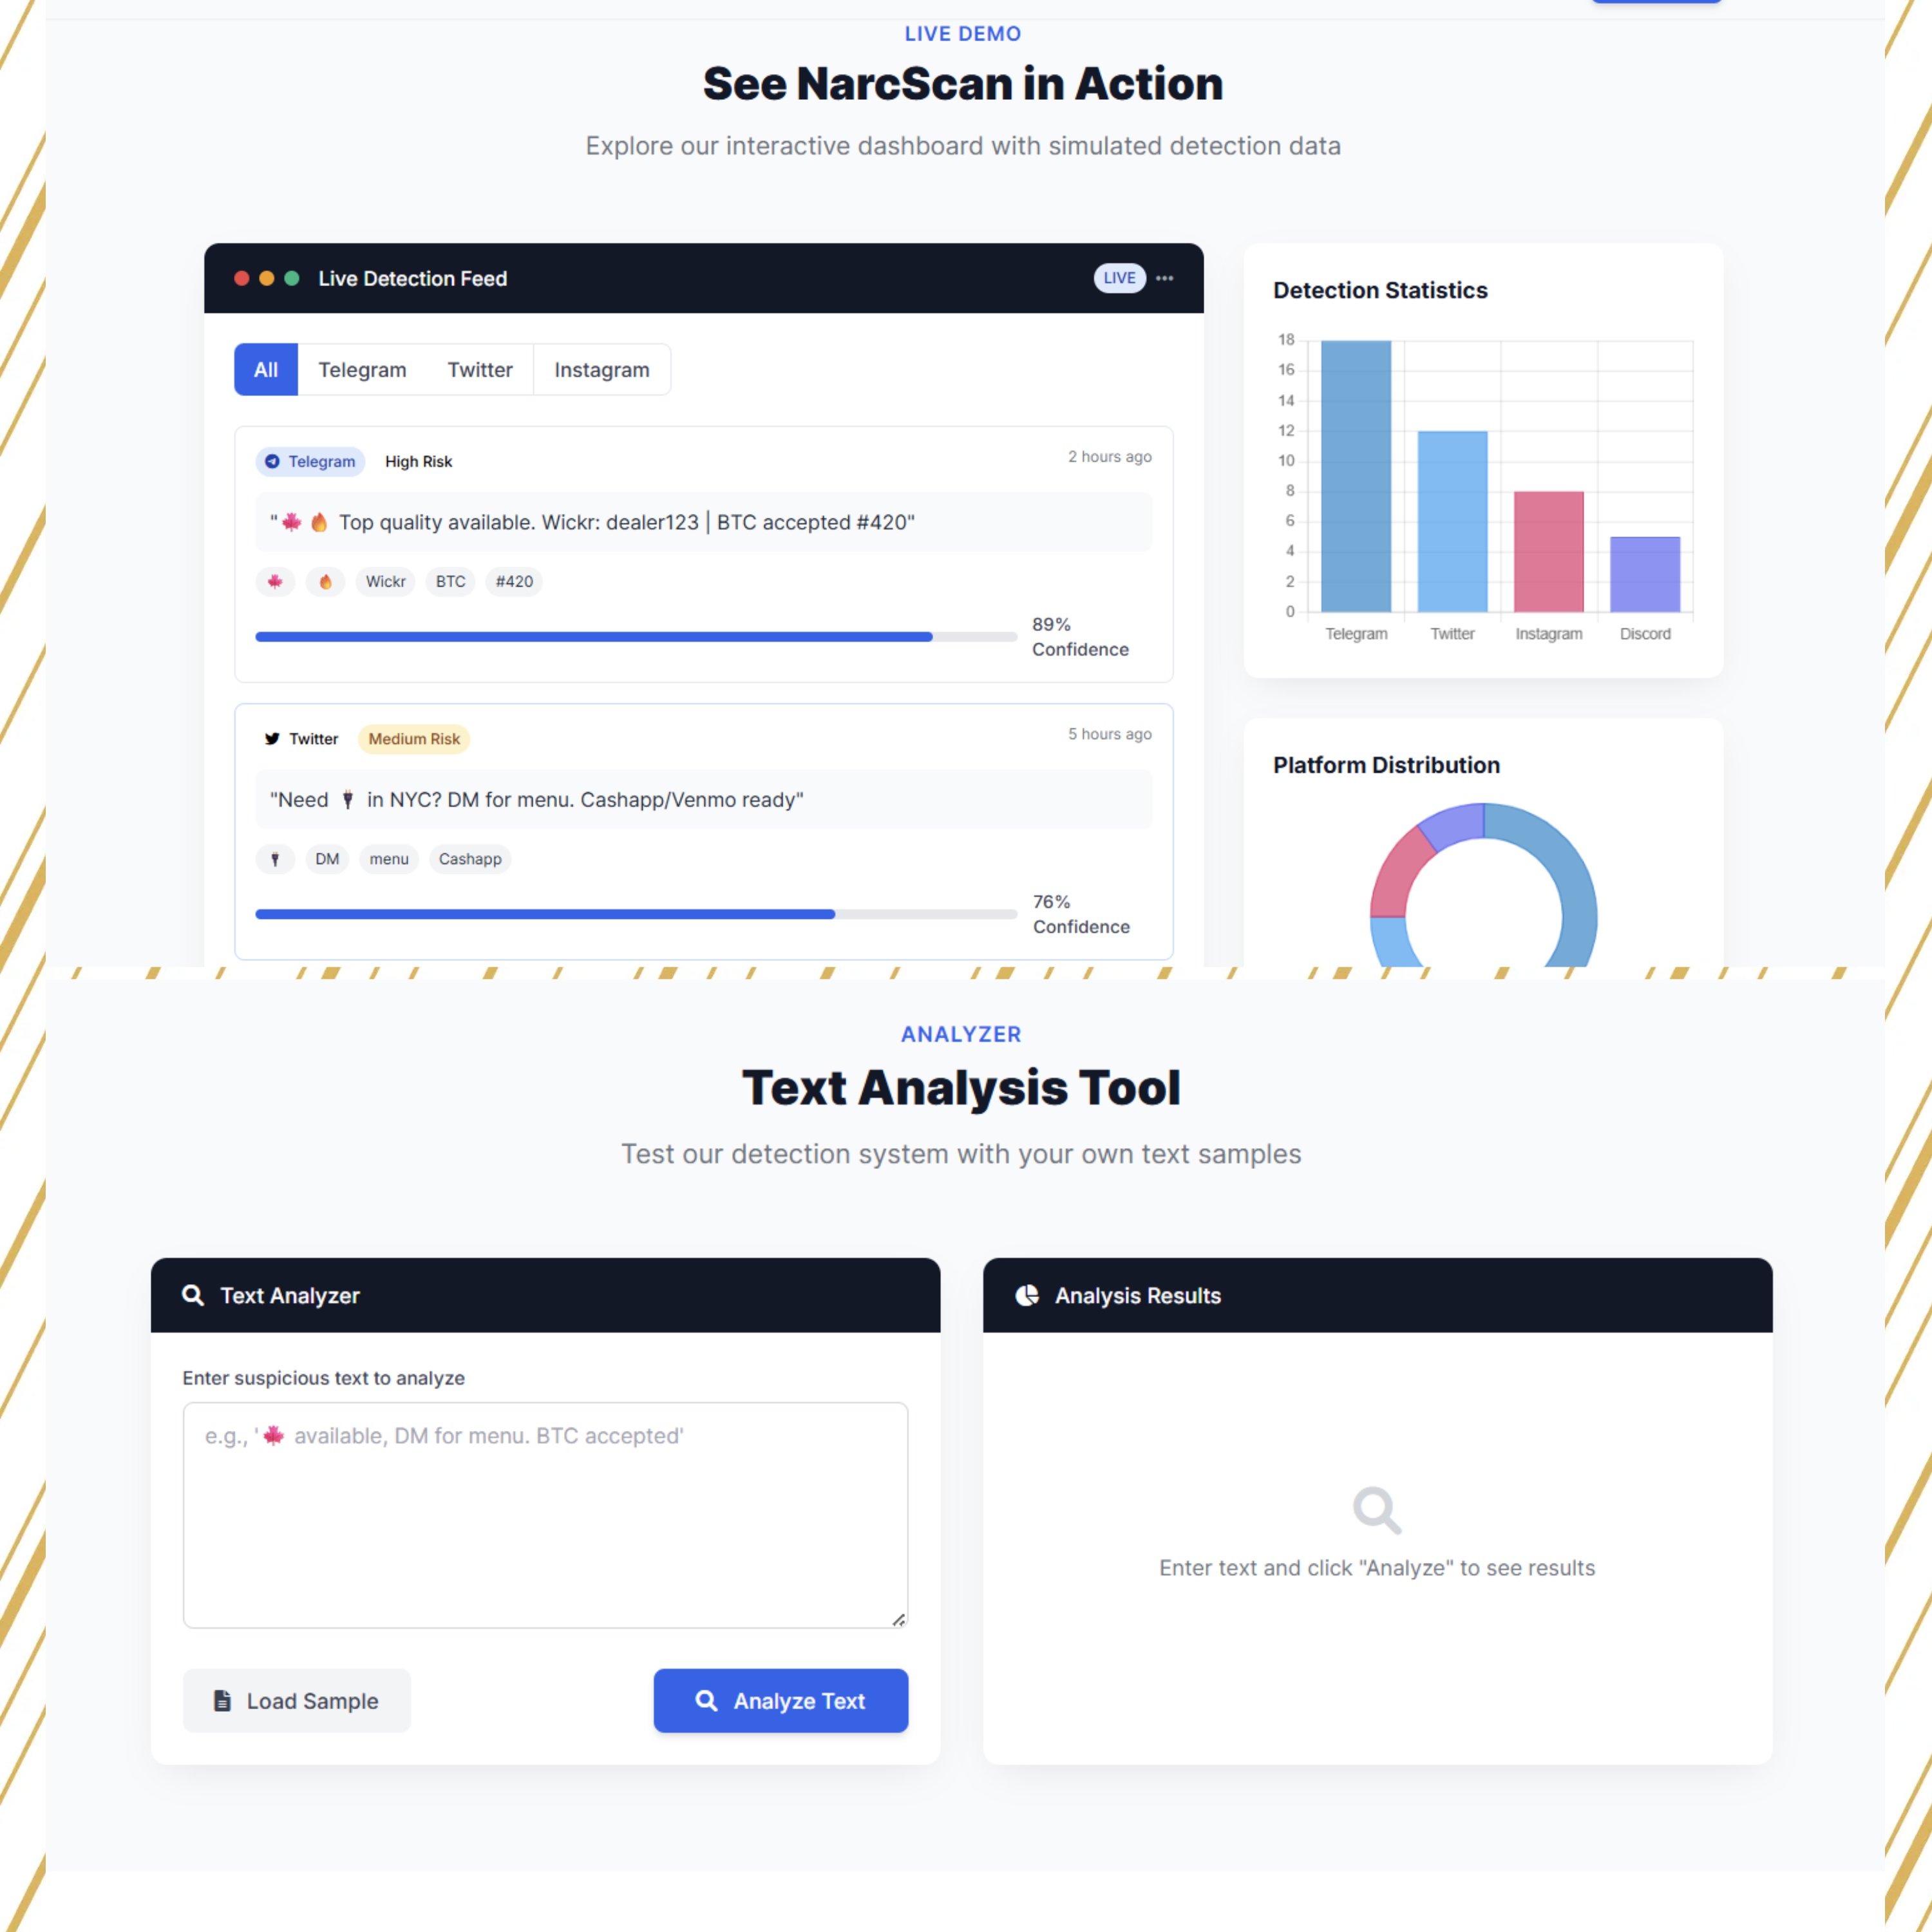 LIVE DEMO
See NarcScan in Action
Explore our interactive dashboard with simulated detection data
Live Detection Feed
LIVE
All
Telegram
Twitter
Instagram
Telegram
High Risk
2 hours ago
"🍁🔥 Top quality available. Wickr: dealer123 | BTC accepted #420"
🍁
🔥
Wickr
BTC
#420
89%
Confidence
Twitter
Medium Risk
5 hours ago
"Need 🔌 in NYC? DM for menu. Cashapp/Venmo ready"
🔌
DM
menu
Cashapp
76%
Confidence
Detection Statistics
18
16
14
12
10
8
6
4
2
0
Telegram
Twitter
Instagram
Discord
Platform Distribution
ANALYZER
Text Analysis Tool
Test our detection system with your own text samples
Text Analyzer
Enter suspicious text to analyze
e.g., '🍁 available, DM for menu. BTC accepted'
Load Sample
Analyze Text
Analysis Results
Enter text and click "Analyze" to see results